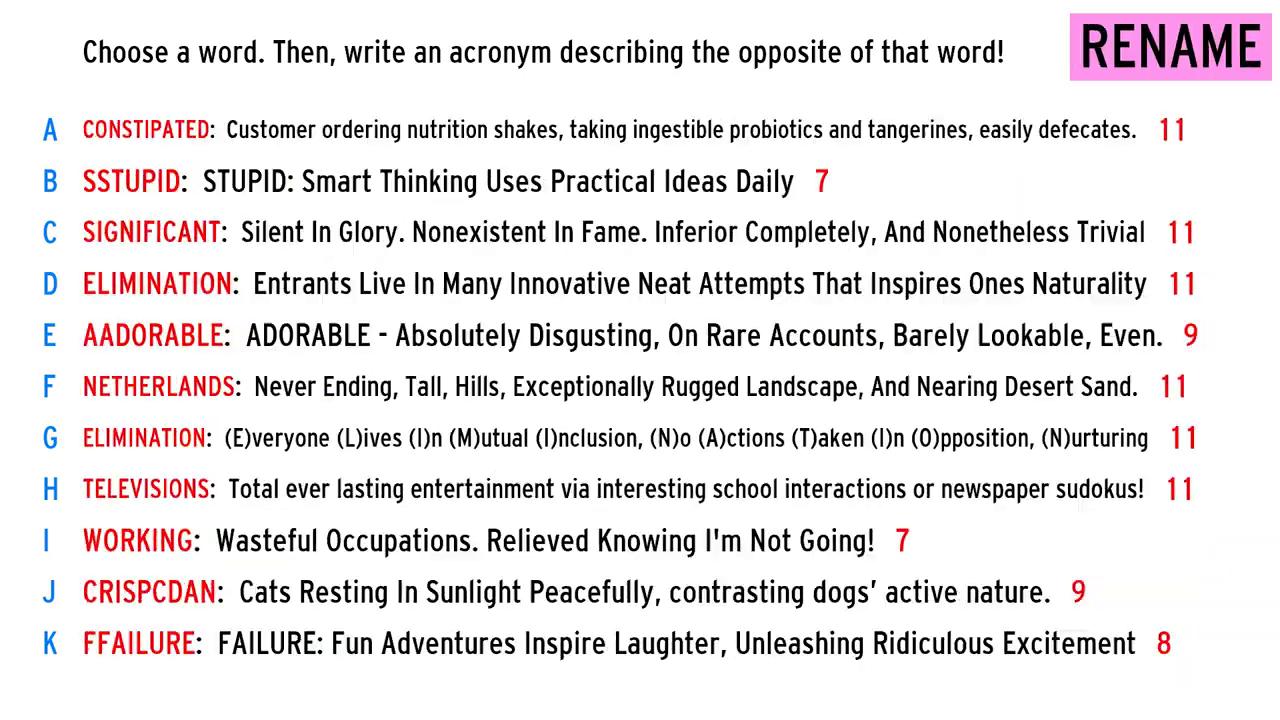 Choose a word. Then, write an acronym describing the opposite of that word!
RENAME
A CONSTIPATED: Customer ordering nutrition shakes, taking ingestible probiotics and tangerines, easily defecates. 11
B SSTUPID: STUPID: Smart Thinking Uses Practical Ideas Daily 7
C SIGNIFICANT: Silent In Glory. Nonexistent In Fame. Inferior Completely, And Nonetheless Trivial 11
D ELIMINATION: Entrants Live In Many Innovative Neat Attempts That Inspires Ones Naturality 11
E AADORABLE: ADORABLE - Absolutely Disgusting, On Rare Accounts, Barely Lookable, Even. 9
F NETHERLANDS: Never Ending, Tall, Hills, Exceptionally Rugged Landscape, And Nearing Desert Sand. 11
G ELIMINATION: (E)veryone (L)ives (I)n (M)utual (I)nclusion, (N)o (A)ctions (T)aken (I)n (O)pposition, (N)urturing 11
H TELEVISIONS: Total ever lasting entertainment via interesting school interactions or newspaper sudokus! 11
I WORKING: Wasteful Occupations. Relieved Knowing I'm Not Going! 7
J CRISPCDAN: Cats Resting In Sunlight Peacefully, contrasting dogs’ active nature. 9
K FFAILURE: FAILURE: Fun Adventures Inspire Laughter, Unleashing Ridiculous Excitement 8